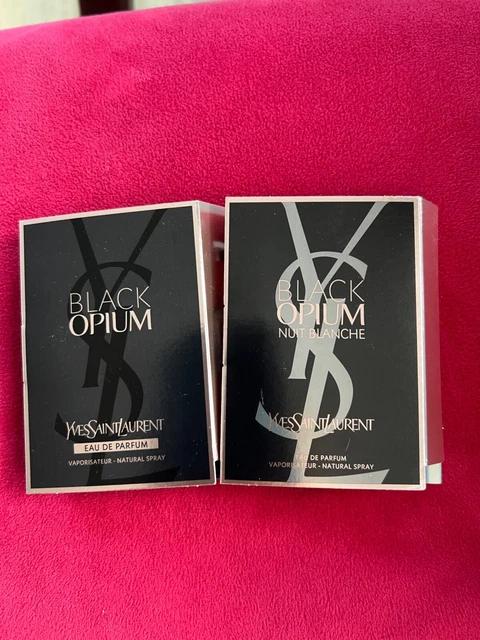 BLACK
OPIUM
YVESSAINTLAURENT
EAU DE PARFUM
VAPORISATEUR - NATURAL SPRAY
BLACK
OPIUM
NUIT BLANCHE
YVESSAINTLAURENT
EAU DE PARFUM
VAPORISATEUR - NATURAL SPRAY